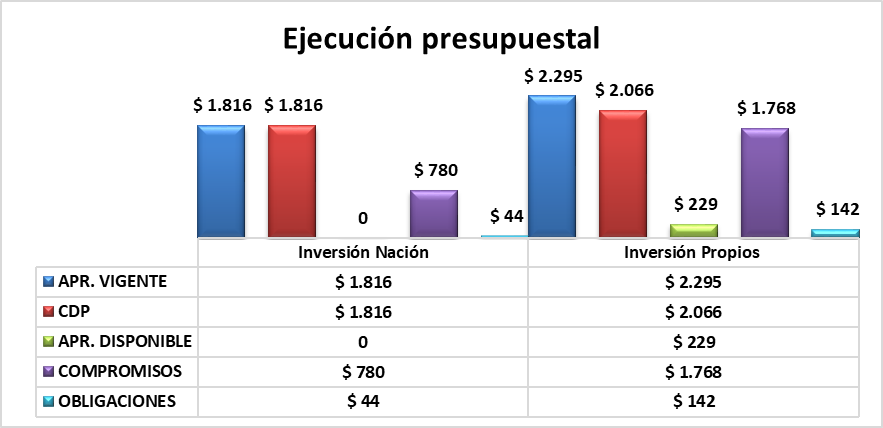 Ejecución presupuestal
$ 1.816 $ 1.816 0 $ 780 $ 44 $ 2.295 $ 2.066 $ 229 $ 1.768 $ 142
Inversión Nación Inversión Propios
APR. VIGENTE $ 1.816 $ 2.295
CDP $ 1.816 $ 2.066
APR. DISPONIBLE 0 $ 229
COMPROMISOS $ 780 $ 1.768
OBLIGACIONES $ 44 $ 142